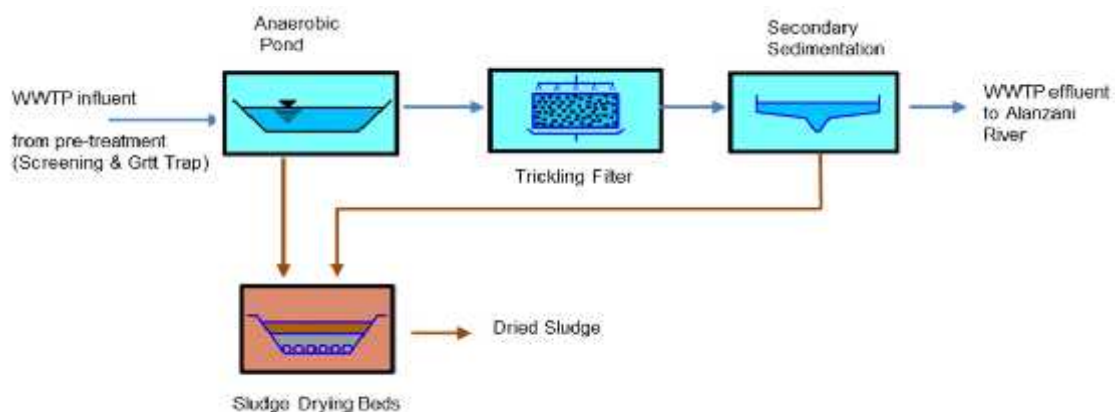 Anaerobic
Pond
Secondary
Sedimentation
WWTP influent
from pre-treatment
(Screening & Grtt Trap)
WWTP effluent
to Alanzani
River
Trickling Filter
Dried Sludge
Sludge Drying Beds